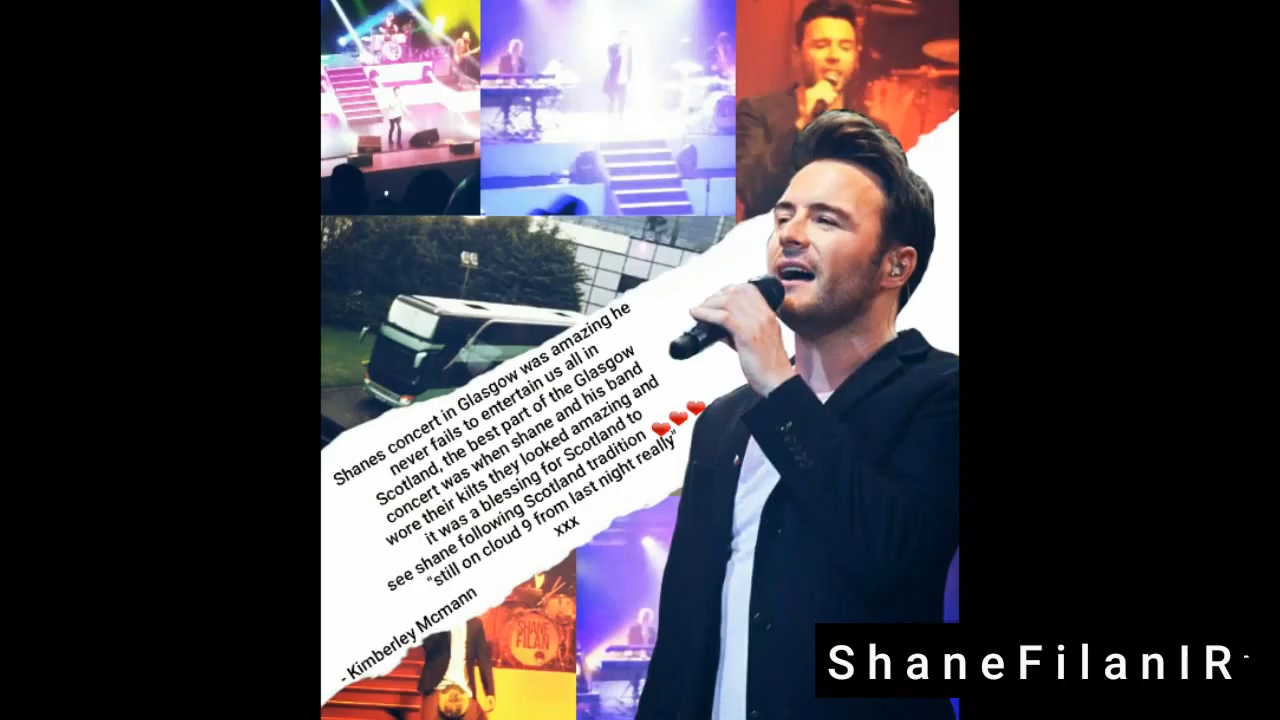 Shanes concert in Glasgow was amazing he
never fails to entertain us all in
Scotland, the best part of the Glasgow
concert was when shane and his band
wore their kilts they looked amazing and
it was a blessing for Scotland to
see shane following Scotland tradition ❤❤❤
"still on cloud 9 from last night really"
xxx
- Kimberley Mcmann
SHANE
FILAN
ShaneFilanIR